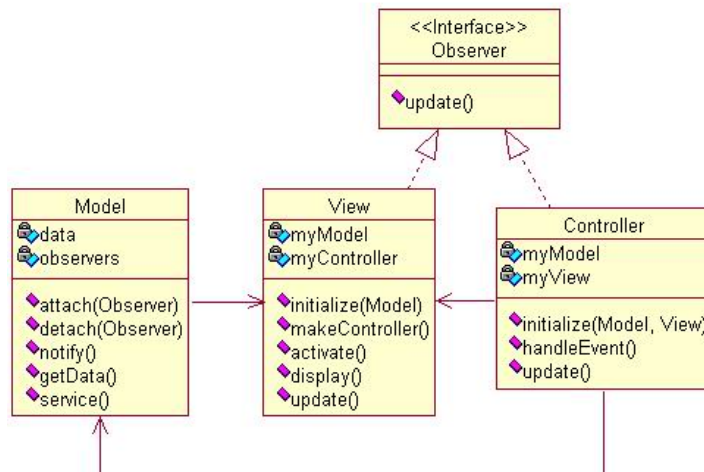 <<Interface>>
Observer
update()
Model
data
observers
attach(Observer)
detach(Observer)
notify()
getData()
service()
View
myModel
myController
initialize(Model)
makeController()
activate()
display()
update()
Controller
myModel
myView
initialize(Model, View)
handleEvent()
update()